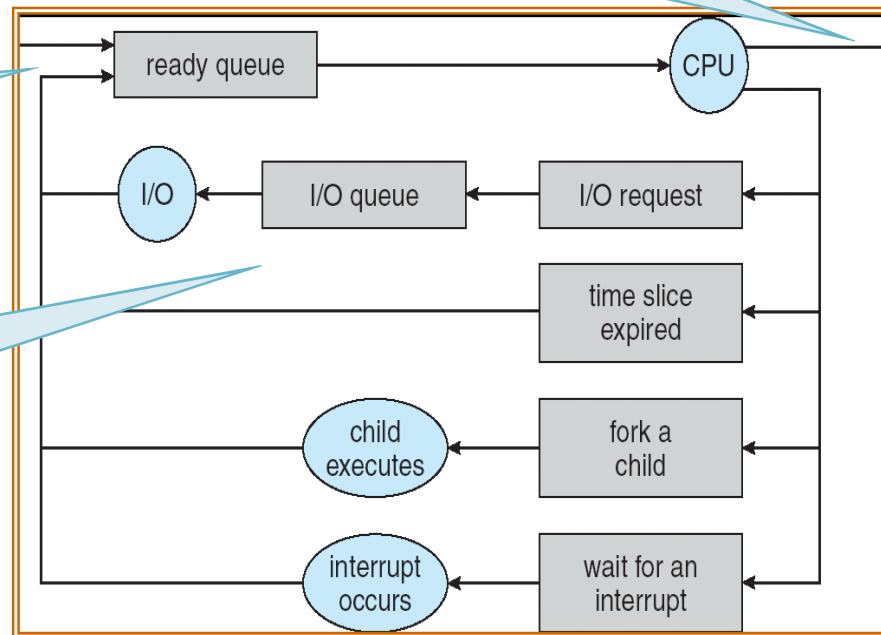 ready queue
CPU
I/O
I/O queue
I/O request
time slice
expired
child
executes
fork a
child
interrupt
occurs
wait for an
interrupt